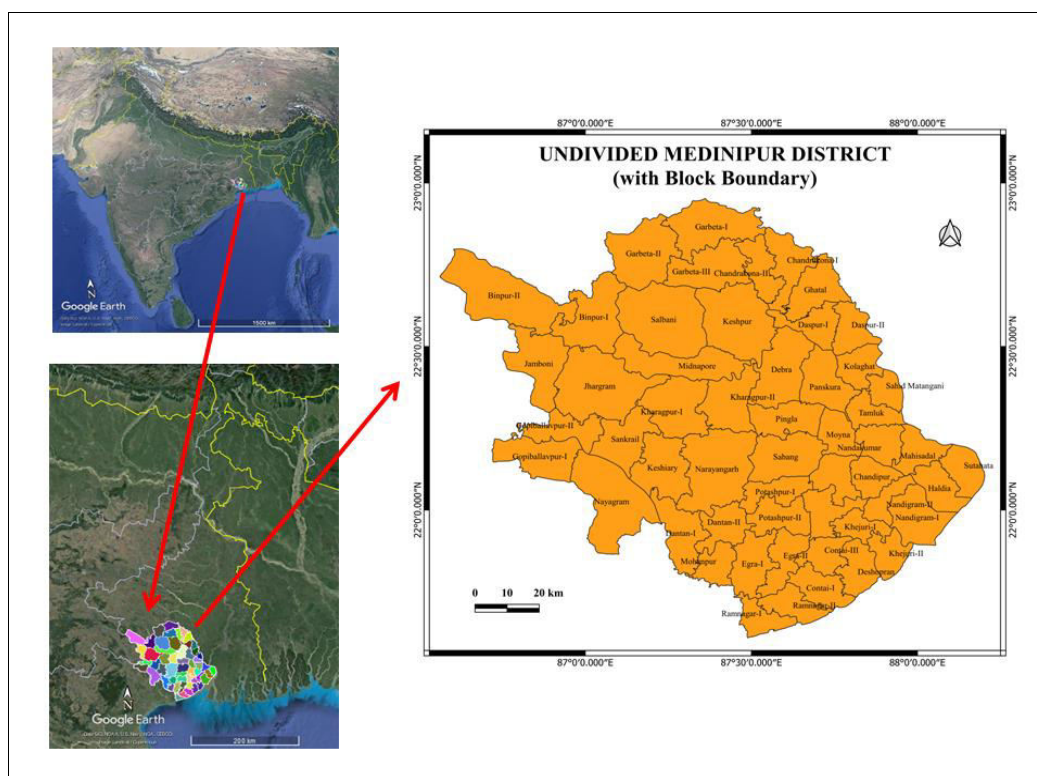 N
Google Earth
1500 km
N
Google Earth
200 km
UNDIVIDED MEDINIPUR DISTRICT
(with Block Boundary)
87°0'0.000"E 87°30'0.000"E 88°0'0.000"E
23°0'0.000"N 23°0'0.000"N
22°30'0.000"N 22°30'0.000"N
22°0'0.000"N 22°0'0.000"N
Garbeta-I
Garbeta-II
Garbeta-III
Chandrakona-II
Chandrakona-I
Ghatal
Binpur-II
Binpur-I
Salbani
Keshpur
Daspur-I
Daspur-II
Jamboni
Midnapore
Debra
Kolaghat
Jhargram
Panskura
Sahid Matangani
Kharagpur-II
Kharagpur-I
Tamluk
Gopiballavpur-II
Pingla
Moyna
Sankrail
Nandakumar
Mahisadal
Gopiballavpur-I
Keshiary
Narayangarh
Sabang
Sutahata
Chandipur
Haldia
Nayagram
Potashpur-I
Nandigram-II
Dantan-II
Potashpur-II
Nandigram-I
Khejuri-I
Dantan-I
Mohanpur
Egra-I
Egra-II
Contai-III
Khejuri-II
Deshopran
Contai-I
Ramnagar-II
Ramnagar-I
0 10 20 km
87°0'0.000"E 87°30'0.000"E 88°0'0.000"E